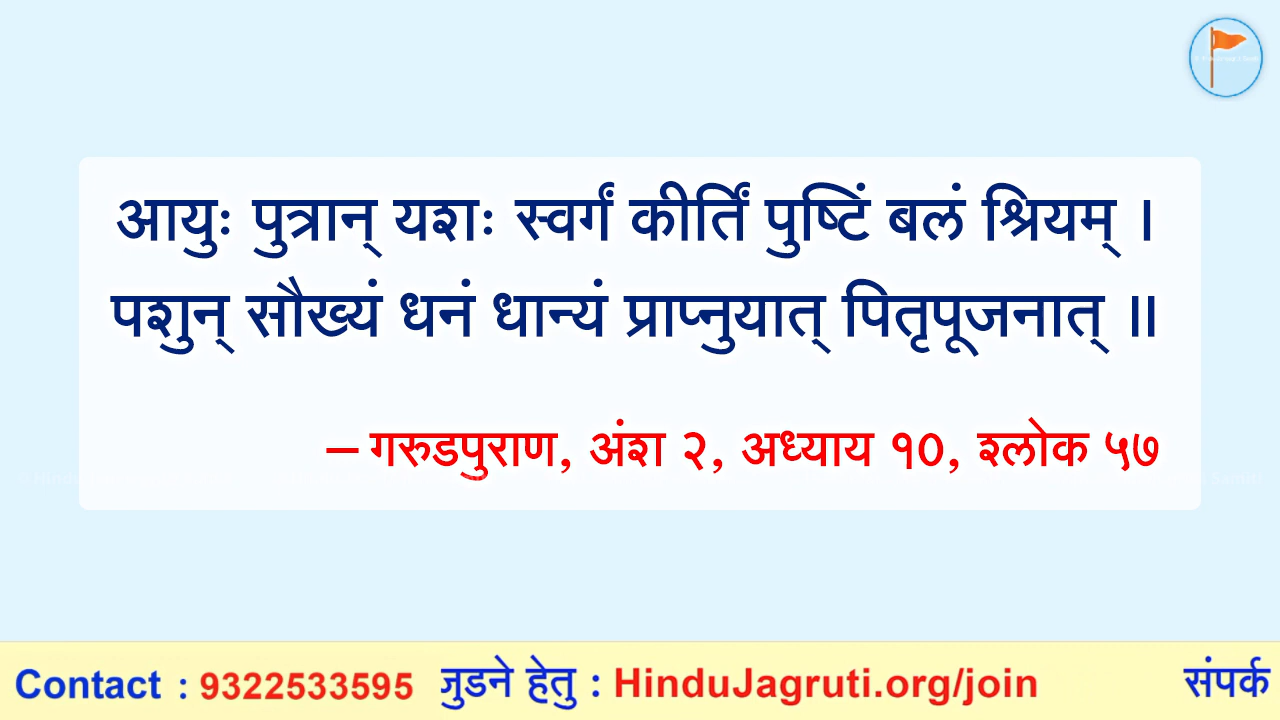 आयुः पुत्रान् यशः स्वर्गं कीर्तिं पुष्टिं बलं श्रियम् ।
पशुन् सौख्यं धनं धान्यं प्राप्नुयात् पितृपूजनात् ॥
– गरुडपुराण, अंश २, अध्याय १०, श्लोक ५७
Contact : 9322533595 जुडने हेतु : HinduJagruti.org/join संपर्क